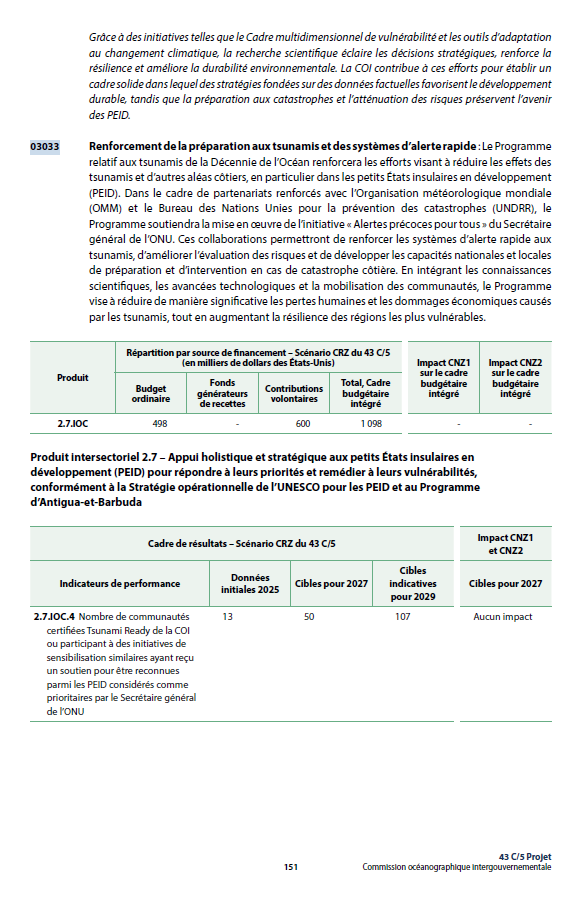 Grâce à des initiatives telles que le Cadre multidimensionnel de vulnérabilité et les outils d'adaptation
au changement climatique, la recherche scientifique éclaire les décisions stratégiques, renforce la
résilience et améliore la durabilité environnementale. La COI contribue à ces efforts pour établir un
cadre solide dans lequel des stratégies fondées sur des données factuelles favorisent le développement
durable, tandis que la préparation aux catastrophes et l'atténuation des risques préservent l'avenir
des PEID.
03033 Renforcement de la préparation aux tsunamis et des systèmes d'alerte rapide : Le Programme
relatif aux tsunamis de la Décennie de l'Océan renforcera les efforts visant à réduire les effets des
tsunamis et d'autres aléas côtiers, en particulier dans les petits États insulaires en développement
(PEID). Dans le cadre de partenariats renforcés avec l'Organisation météorologique mondiale
(OMM) et le Bureau des Nations Unies pour la prévention des catastrophes (UNDRR), le
Programme soutiendra la mise en œuvre de l'initiative « Alertes précoces pour tous » du Secrétaire
général de l'ONU. Ces collaborations permettront de renforcer les systèmes d'alerte rapide aux
tsunamis, d'améliorer l'évaluation des risques et de développer les capacités nationales et locales
de préparation et d'intervention en cas de catastrophe côtière. En intégrant les connaissances
scientifiques, les avancées technologiques et la mobilisation des communautés, le Programme
vise à réduire de manière significative les pertes humaines et les dommages économiques causés
par les tsunamis, tout en augmentant la résilience des régions les plus vulnérables.
Produit
Répartition par source de financement – Scénario CRZ du 43 C/5
(en milliers de dollars des États-Unis)
Budget
ordinaire
Fonds
générateurs
de recettes
Contributions
volontaires
Total, Cadre
budgétaire
intégré
Impact CNZ1
sur le cadre
budgétaire
intégré
Impact CNZ2
sur le cadre
budgétaire
intégré
2.7.IOC 498 - 600 1 098 - -
Produit intersectoriel 2.7 – Appui holistique et stratégique aux petits États insulaires en
développement (PEID) pour répondre à leurs priorités et remédier à leurs vulnérabilités,
conformément à la Stratégie opérationnelle de l'UNESCO pour les PEID et au Programme
d'Antigua-et-Barbuda
Cadre de résultats – Scénario CRZ du 43 C/5
Impact CNZ1
et CNZ2
Indicateurs de performance
Données
initiales 2025
Cibles pour 2027
Cibles
indicatives
pour 2029
Cibles pour 2027
2.7.IOC.4 Nombre de communautés 13 50 107 Aucun impact
certifiées Tsunami Ready de la COI
ou participant à des initiatives de
sensibilisation similaires ayant reçu
un soutien pour être reconnues
parmi les PEID considérés comme
prioritaires par le Secrétaire général
de l'ONU
43 C/5 Projet
151 Commission océanographique intergouvernementale